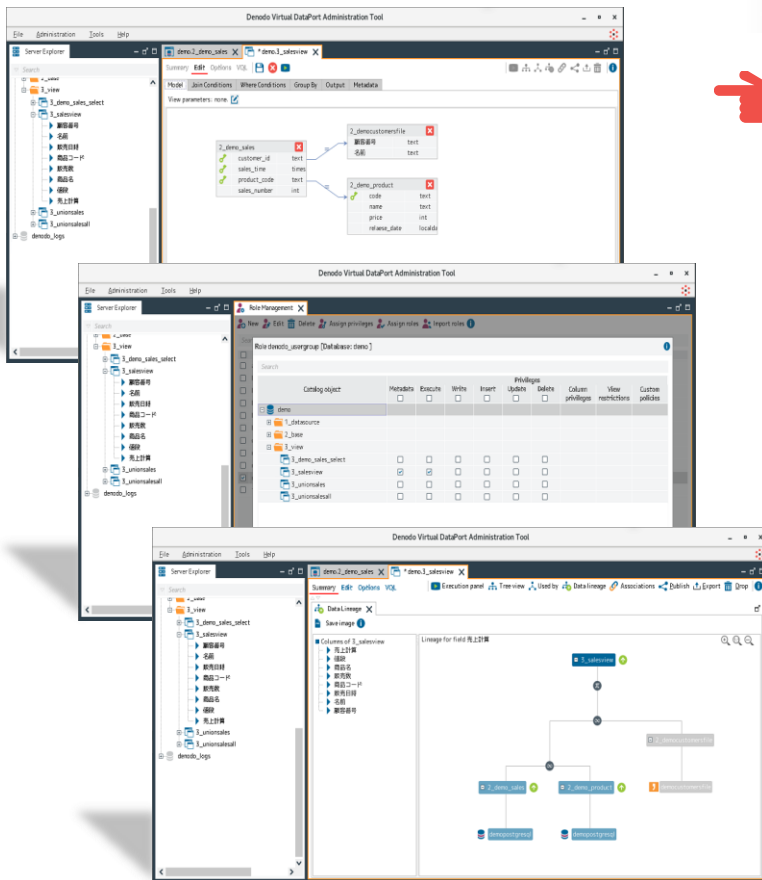 Denodo Virtual DataPort Administration Tool
File Administration Tools Help
Server Explorer
demo.2_demo_sales
*demo.3_salesview
Search
Summary Edit Options VQL
Model Join Conditions Where Conditions Group By Output Metadata
View parameters: none.
3_view
3_demo_sales_select
3_salesview
顧客番号
名前
販売日時
商品コード
販売数
商品名
値段
売上計算
3_unionsales
3_unionsalesall
denodo_logs
2_demo_sales
customer_id text
sales_time times
product_code text
sales_number int
2_democustomersfile
顧客番号 text
名前 text
2_demo_product
code text
name text
price int
relaese_date localda
Denodo Virtual DataPort Administration Tool
File Administration Tools Help
Server Explorer
Role Management
Search
New Edit Delete Assign privileges Assign roles Import roles
2_base
3_view
3_demo_sales_select
3_salesview
顧客番号
名前
販売日時
商品コード
販売数
商品名
値段
売上計算
3_unionsales
3_unionsalesall
denodo_logs
Role denodo_usergroup [Database: demo ]
Search
Privileges
Catalog object Metadata Execute Write Insert Update Delete Column privileges View restrictions Custom policies
demo
1_datasource
2_base
3_view
3_demo_sales_select
3_salesview
3_unionsales
3_unionsalesall
Denodo Virtual DataPort Administration Tool
File Administration Tools Help
Server Explorer
demo.2_demo_sales
*demo.3_salesview
Search
Summary Edit Options VQL
Execution panel Tree view Used by Data lineage Associations Publish Export Drop
3_view
3_demo_sales_select
3_salesview
顧客番号
名前
販売日時
商品コード
販売数
商品名
値段
売上計算
3_unionsales
3_unionsalesall
denodo_logs
Data Lineage
Save image
Columns of 3_salesview
売上計算
値段
商品名
販売数
商品コード
販売日時
名前
顧客番号
Lineage for field 売上計算
3_salesview
2_democustomersfile
2_demo_sales
2_demo_product
democustomersfile
demopostgresql
demopostgresql